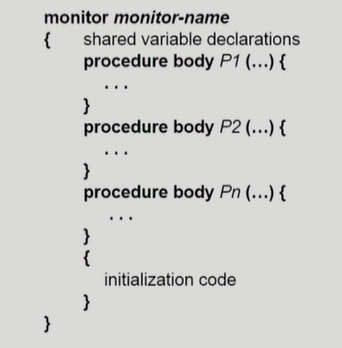 monitor monitor-name
{ shared variable declarations
procedure body P1 (...) {
...
}
procedure body P2 (...) {
...
}
procedure body Pn (...) {
...
}
{
initialization code
}
}